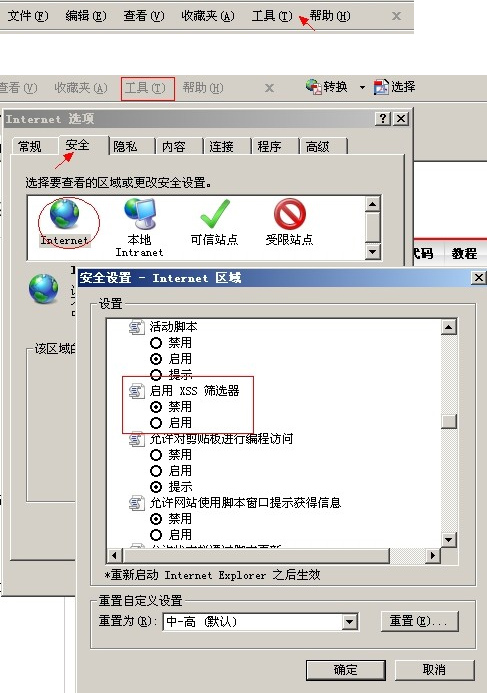 文件(F) 编辑(E) 查看(V) 收藏夹(A) 工具(T) 帮助(H) ×
查看(V) 收藏夹(A) 工具(T) 帮助(H) × 转换 选择
Internet 选项
常规 安全 隐私 内容 连接 程序 高级
选择要查看的区域或更改安全设置。
Internet 本地 Intranet 可信站点 受限站点
代码 教程
安全设置 - Internet 区域
该区域的
设置
活动脚本
禁用
启用
提示
启用 XSS 筛选器
禁用
启用
允许对剪贴板进行编程访问
禁用
启用
提示
允许网站使用脚本窗口提示获得信息
禁用
启用
*重新启动 Internet Explorer 之后生效
重置自定义设置
重置为(R): 中-高 (默认) 重置(E)...
确定 取消